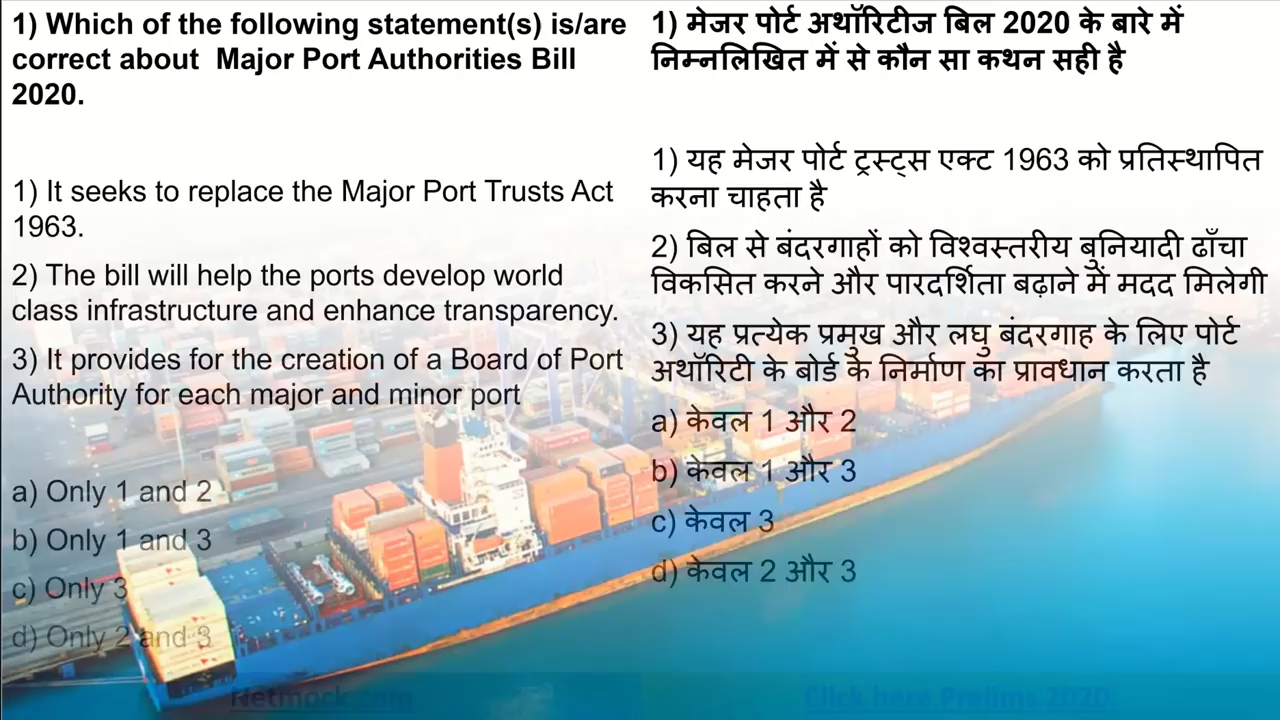 1) Which of the following statement(s) is/are
correct about  Major Port Authorities Bill
2020.
1) It seeks to replace the Major Port Trusts Act
1963.
2) The bill will help the ports develop world
class infrastructure and enhance transparency.
3) It provides for the creation of a Board of Port
Authority for each major and minor port
a) Only 1 and 2
b) Only 1 and 3
c) Only 3
d) Only 2 and 3
Netmock.com
1) मेजर पोर्ट अथॉरिटीज बिल 2020 के बारे में
निम्नलिखित में से कौन सा कथन सही है
1) यह मेजर पोर्ट ट्रस्ट्स एक्ट 1963 को प्रतिस्थापित
करना चाहता है
2) बिल से बंदरगाहों को विश्वस्तरीय बुनियादी ढाँचा
विकसित करने और पारदर्शिता बढ़ाने में मदद मिलेगी
3) यह प्रत्येक प्रमुख और लघु बंदरगाह के लिए पोर्ट
अथॉरिटी के बोर्ड के निर्माण का प्रावधान करता है
a) केवल 1 और 2
b) केवल 1 और 3
c) केवल 3
d) केवल 2 और 3
Click here Prelims 2020.